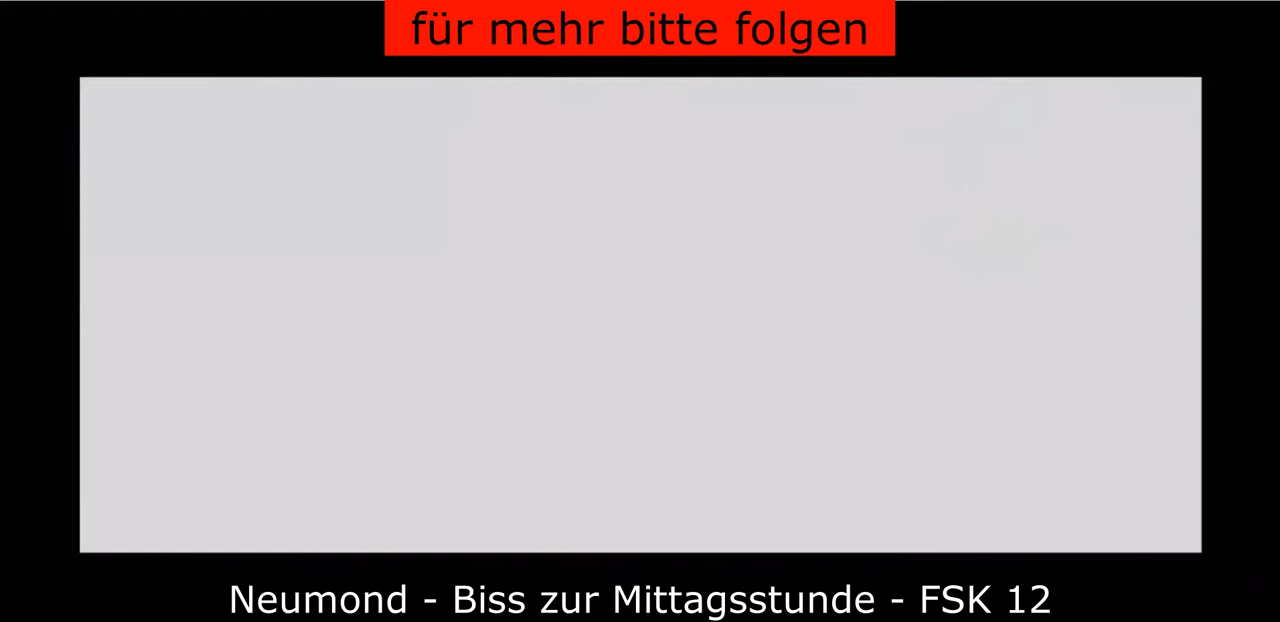 für mehr bitte folgen
Neumond - Biss zur Mittagsstunde - FSK 12